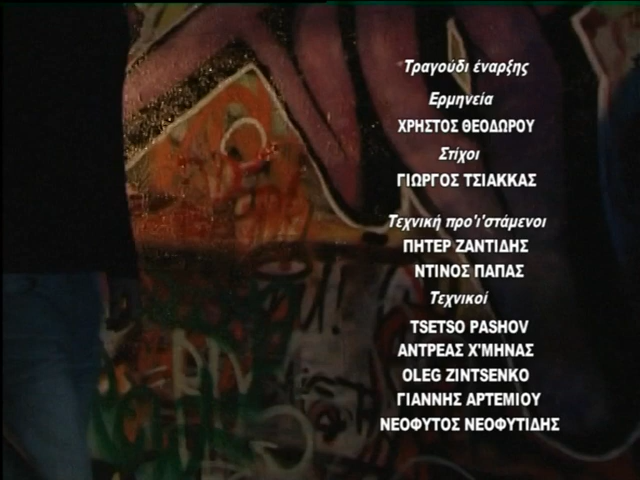 Τραγούδι έναρξης
Ερμηνεία
ΧΡΗΣΤΟΣ ΘΕΟΔΩΡΟΥ
Στίχοι
ΓΙΩΡΓΟΣ ΤΣΙΑΚΚΑΣ
Τεχνική προ'ι'στάμενοι
ΠΗΤΕΡ ΖΑΝΤΙΔΗΣ
ΝΤΙΝΟΣ ΠΑΠΑΣ
Τεχνικοί
TSETSO PASHOV
ΑΝΤΡΕΑΣ Χ'ΜΗΝΑΣ
OLEG ZINTSENKO
ΓΙΑΝΝΗΣ ΑΡΤΕΜΙΟΥ
ΝΕΟΦΥΤΟΣ ΝΕΟΦΥΤΙΔΗΣ